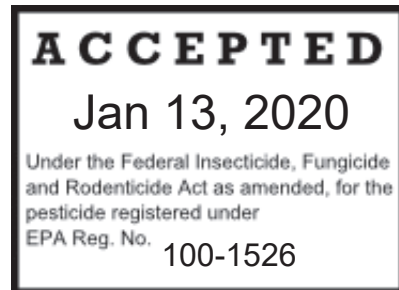 ACCEPTED
Jan 13, 2020
Under the Federal Insecticide, Fungicide
and Rodenticide Act as amended, for the
pesticide registered under
EPA Reg. No. 100-1526